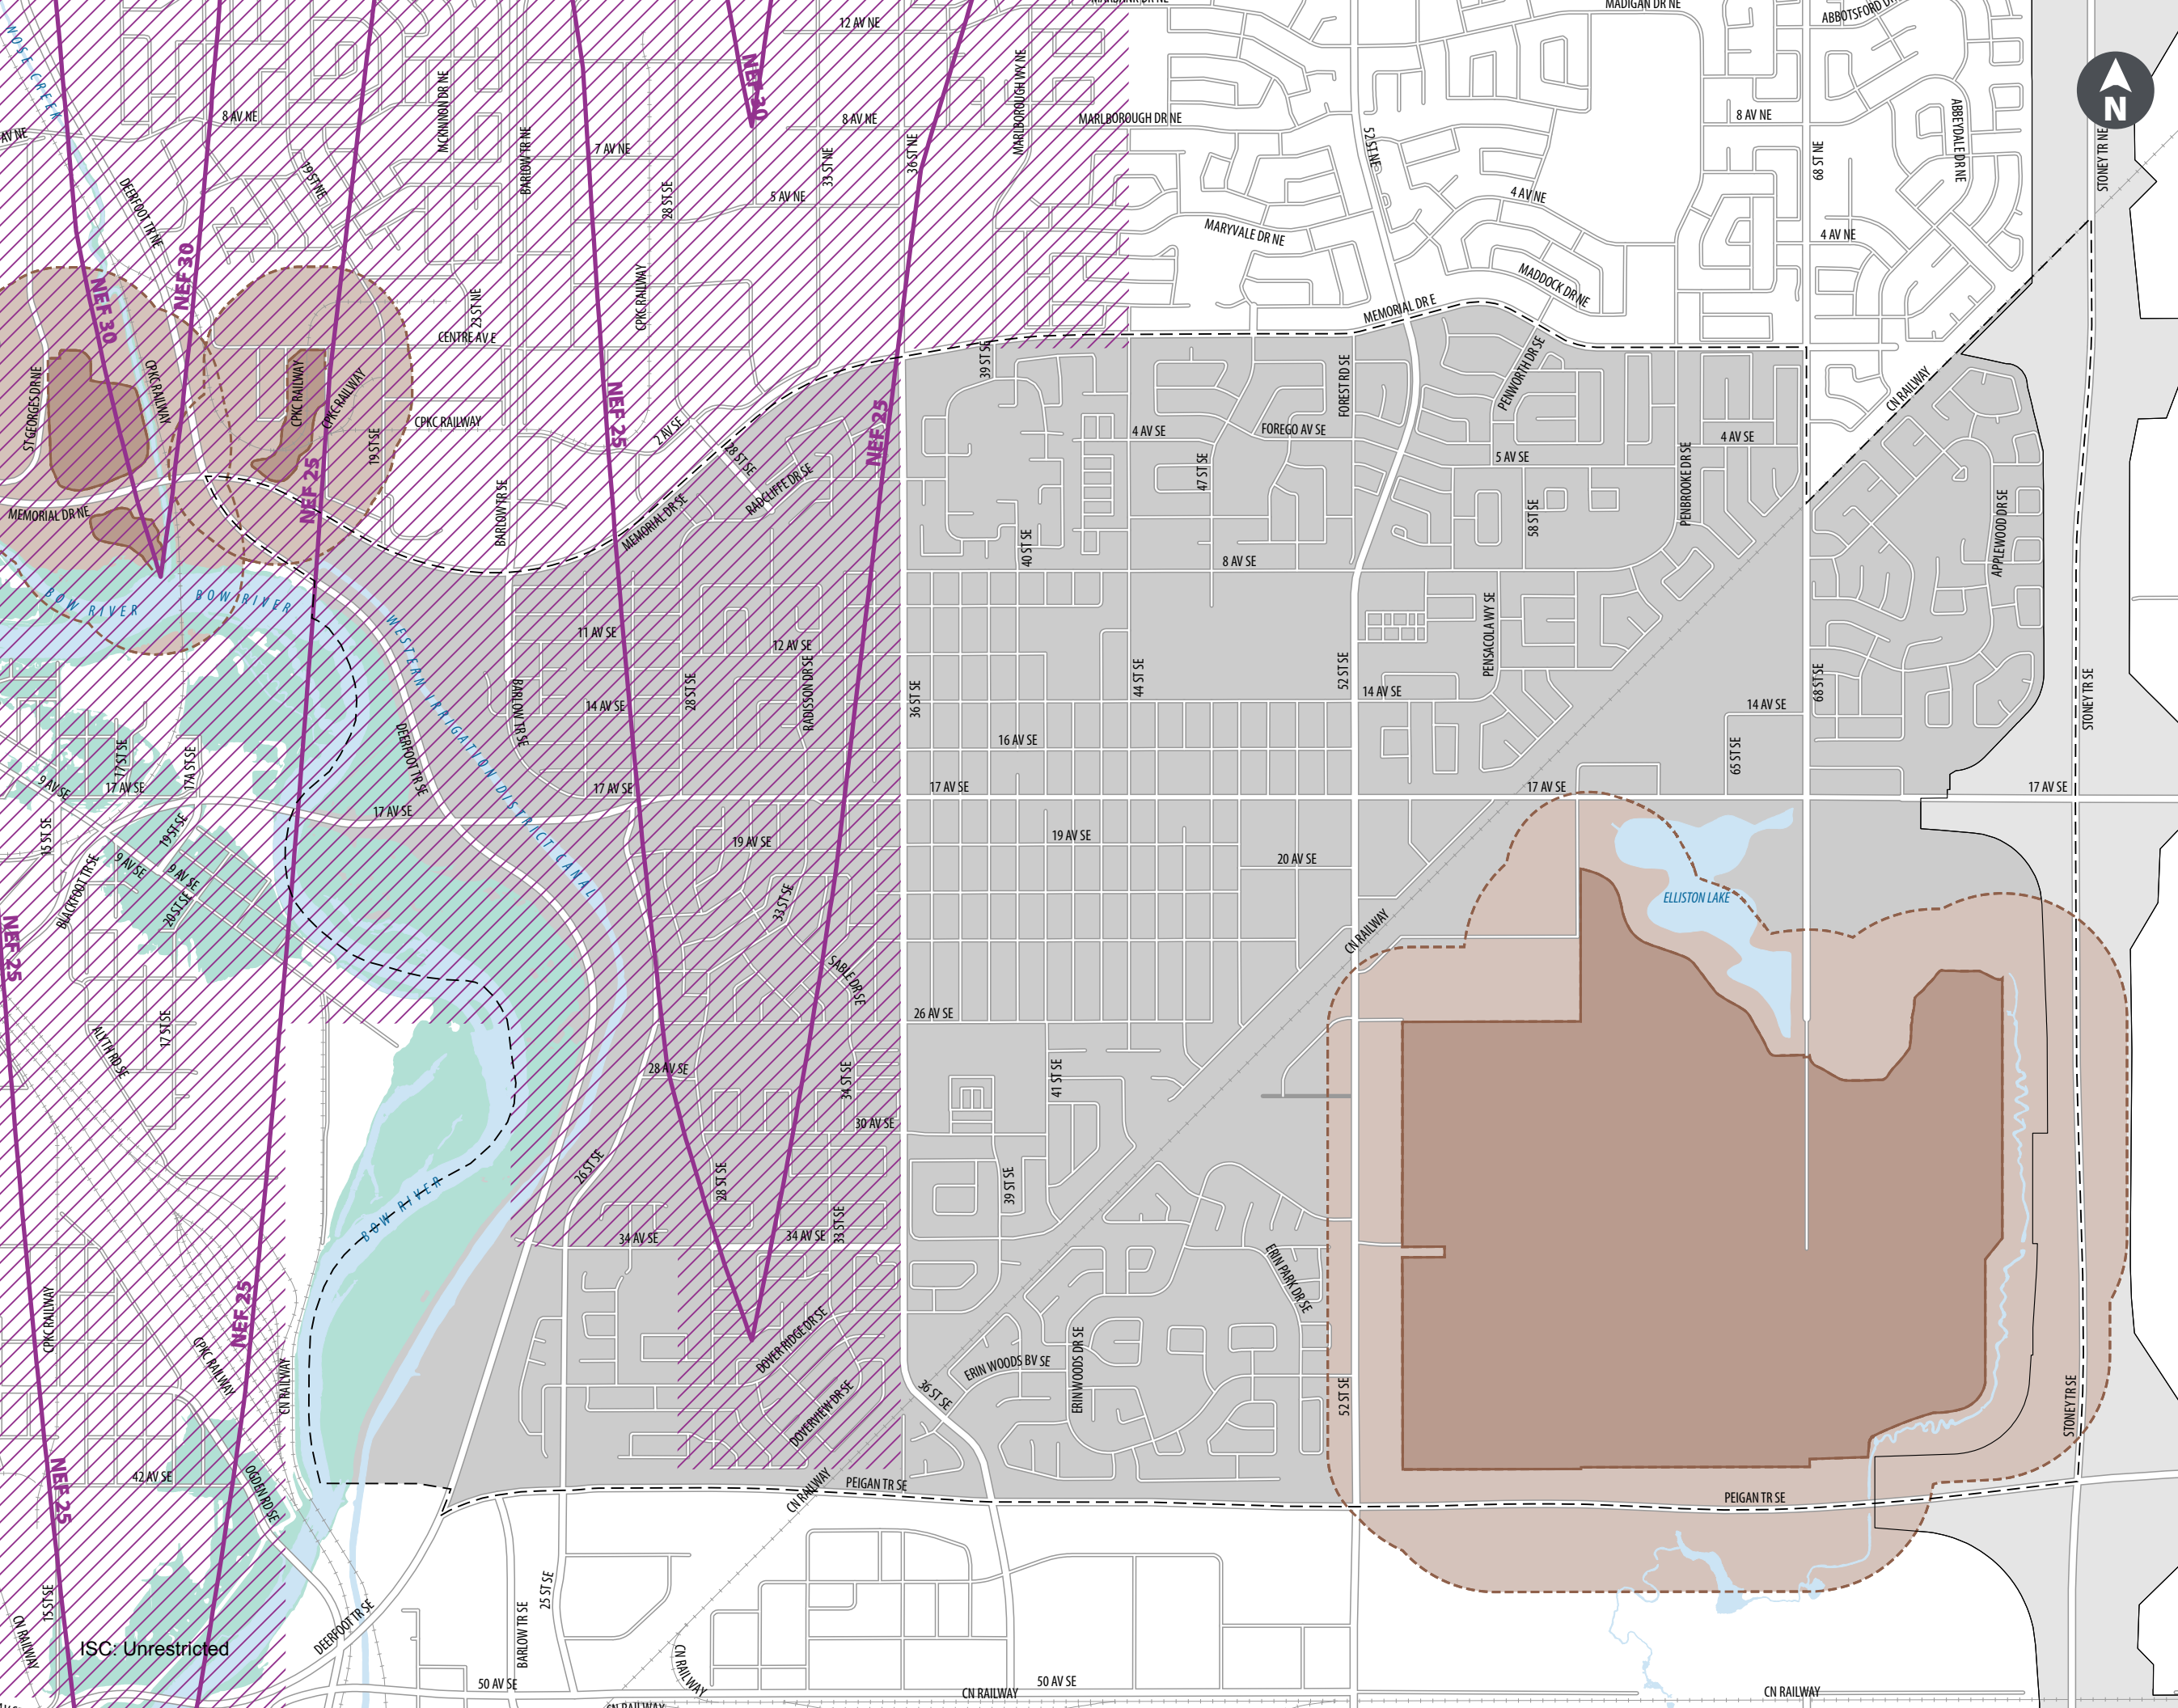 MARBANK DR NE
MADIGAN DR NE
ABBOTSFORD DR
12 AV NE
NOSE CREEK
MCKINNON DR NE
MARLBOROUGH WY NE
NEF 30
N
8 AV NE
8 AV NE
MARLBOROUGH DR NE
8 AV NE
AV NE
ABBEYDALE DR NE
BARLOW TR NE
7 AV NE
33 ST NE
36 ST NE
52 ST NE
68 ST NE
STONEY TR NE
19 ST NE
DEERFOOT TR NE
28 ST SE
5 AV NE
4 AV NE
MARYVALE DR NE
4 AV NE
NEF 30
NEF 30
CPKC RAILWAY
23 ST NE
MADDOCK DR NE
MEMORIAL DR E
CENTRE AV E
39 ST SE
PENWORTH DR SE
CN RAILWAY
ST GEORGES DR NE
CPKC RAILWAY
CPKC RAILWAY
CPKC RAILWAY
FOREST RD SE
NEF 25
NEF 25
CPKC RAILWAY
19 ST SE
2 AV SE
4 AV SE
FOREGO AV SE
4 AV SE
5 AV SE
47 ST SE
28 ST SE
RADCLIFFE DR SE
PENBROOKE DR SE
NEF 25
MEMORIAL DR NE
BARLOW TR SE
MEMORIAL DR SE
58 ST SE
APPLEWOOD DR SE
40 ST SE
8 AV SE
BOW RIVER
BOW RIVER
WESTERN IRRIGATION DISTRICT CANAL
11 AV SE
12 AV SE
PENSACOLA WY SE
44 ST SE
52 ST SE
68 ST SE
BARLOW TR SE
28 ST SE
RADISSON DR SE
36 ST SE
14 AV SE
14 AV SE
14 AV SE
STONEY TR SE
DEERFOOT TR SE
16 AV SE
65 ST SE
17 ST SE
17A ST SE
9 AV SE
17 AV SE
17 AV SE
17 AV SE
17 AV SE
17 AV SE
17 AV SE
15 ST SE
19 ST SE
19 AV SE
19 AV SE
20 AV SE
9 AV SE
9 AV SE
BLACKFOOT TR SE
20 ST SE
33 ST SE
ELLISTON LAKE
NEF 25
CN RAILWAY
SABLE DR SE
26 AV SE
17 ST SE
ALYTH RD SE
28 AV SE
34 ST SE
41 ST SE
30 AV SE
26 ST SE
28 ST SE
39 ST SE
BOW RIVER
33 ST SE
34 AV SE
34 AV SE
ERIN PARK DR SE
NEF 25
CPKC RAILWAY
CPKC RAILWAY
CN RAILWAY
DOVER RIDGE DR SE
ERIN WOODS BV SE
ERINWOODS DR SE
36 ST SE
52 ST SE
STONEY TR SE
DOVERVIEW DR SE
NEF 25
42 AV SE
OGDEN RD SE
CN RAILWAY
PEIGAN TR SE
PEIGAN TR SE
15 ST SE
25 ST SE
BARLOW TR SE
DEERFOOT TR SE
CN RAILWAY
ISC: Unrestricted
CN RAILWAY
50 AV SE
50 AV SE
CN RAILWAY
CN RAILWAY
CN RAILWAY